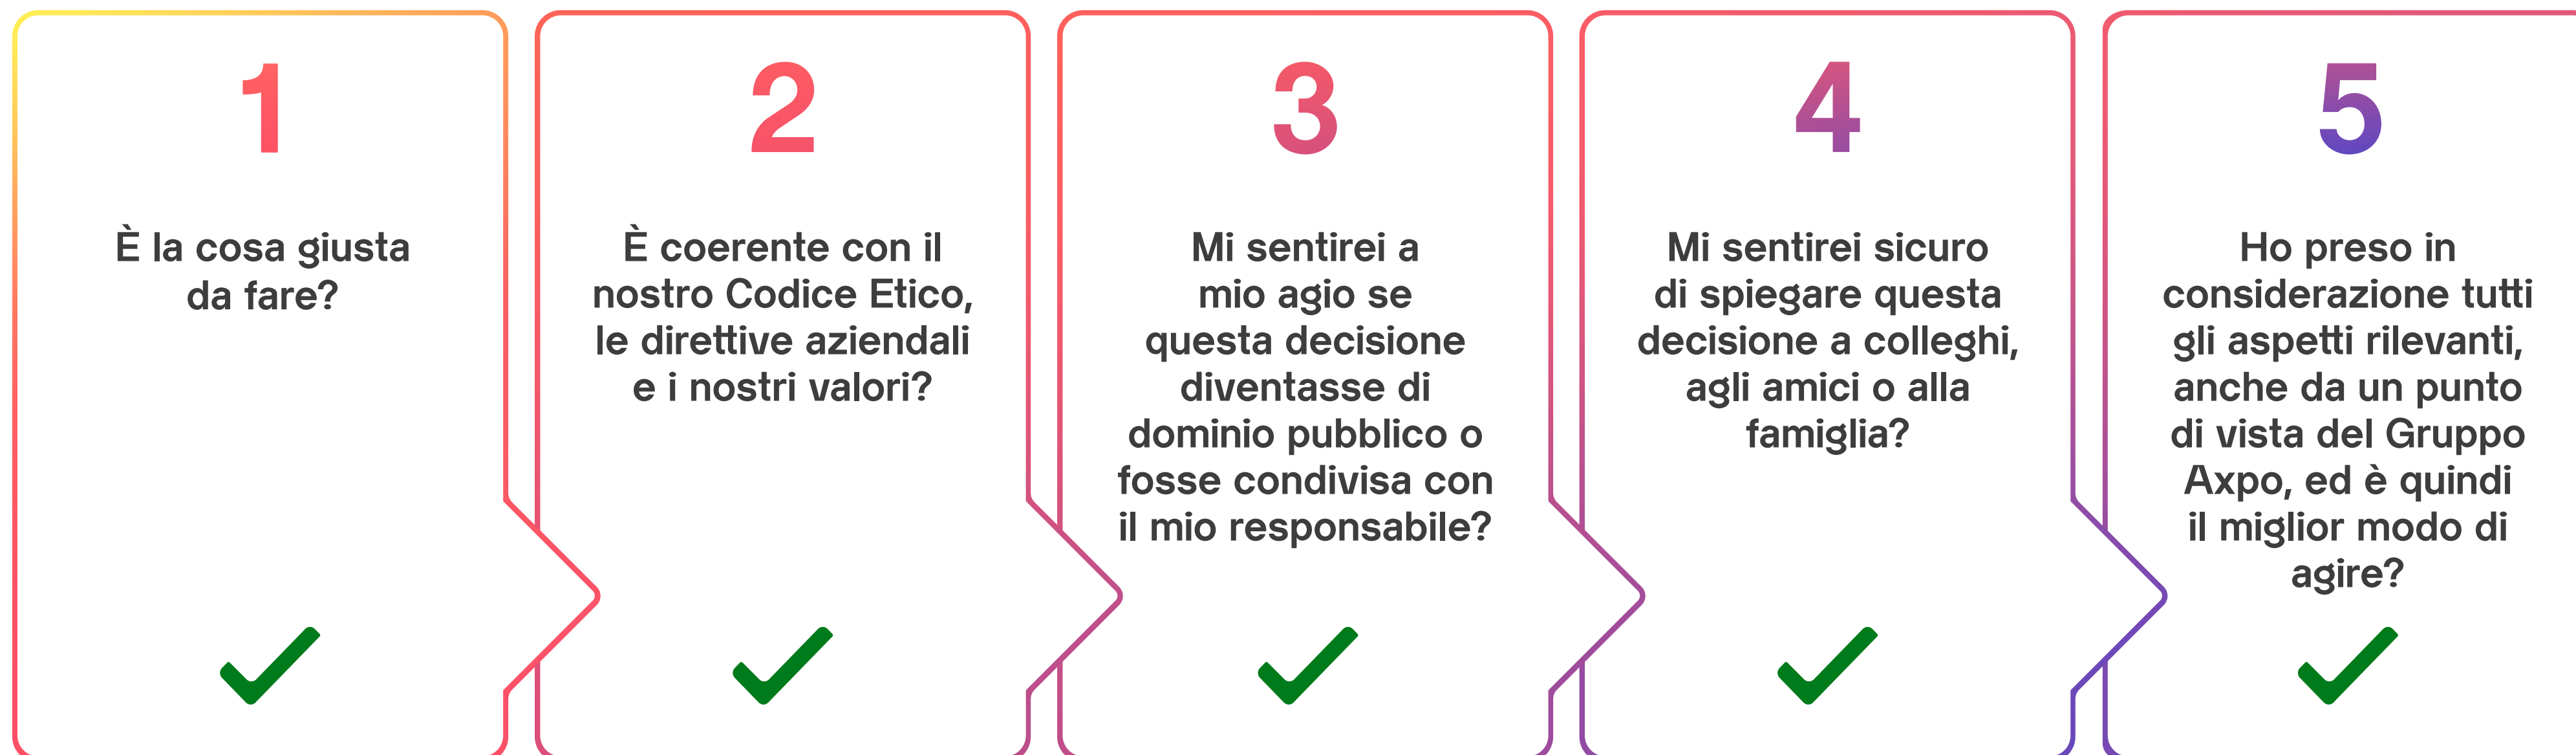 1
È la cosa giusta
da fare?
2
È coerente con il
nostro Codice Etico,
le direttive aziendali
e i nostri valori?
3
Mi sentirei a
mio agio se
questa decisione
diventasse di
dominio pubblico o
fosse condivisa con
il mio responsabile?
4
Mi sentirei sicuro
di spiegare questa
decisione a colleghi,
agli amici o alla
famiglia?
5
Ho preso in
considerazione tutti
gli aspetti rilevanti,
anche da un punto
di vista del Gruppo
Axpo, ed è quindi
il miglior modo di
agire?